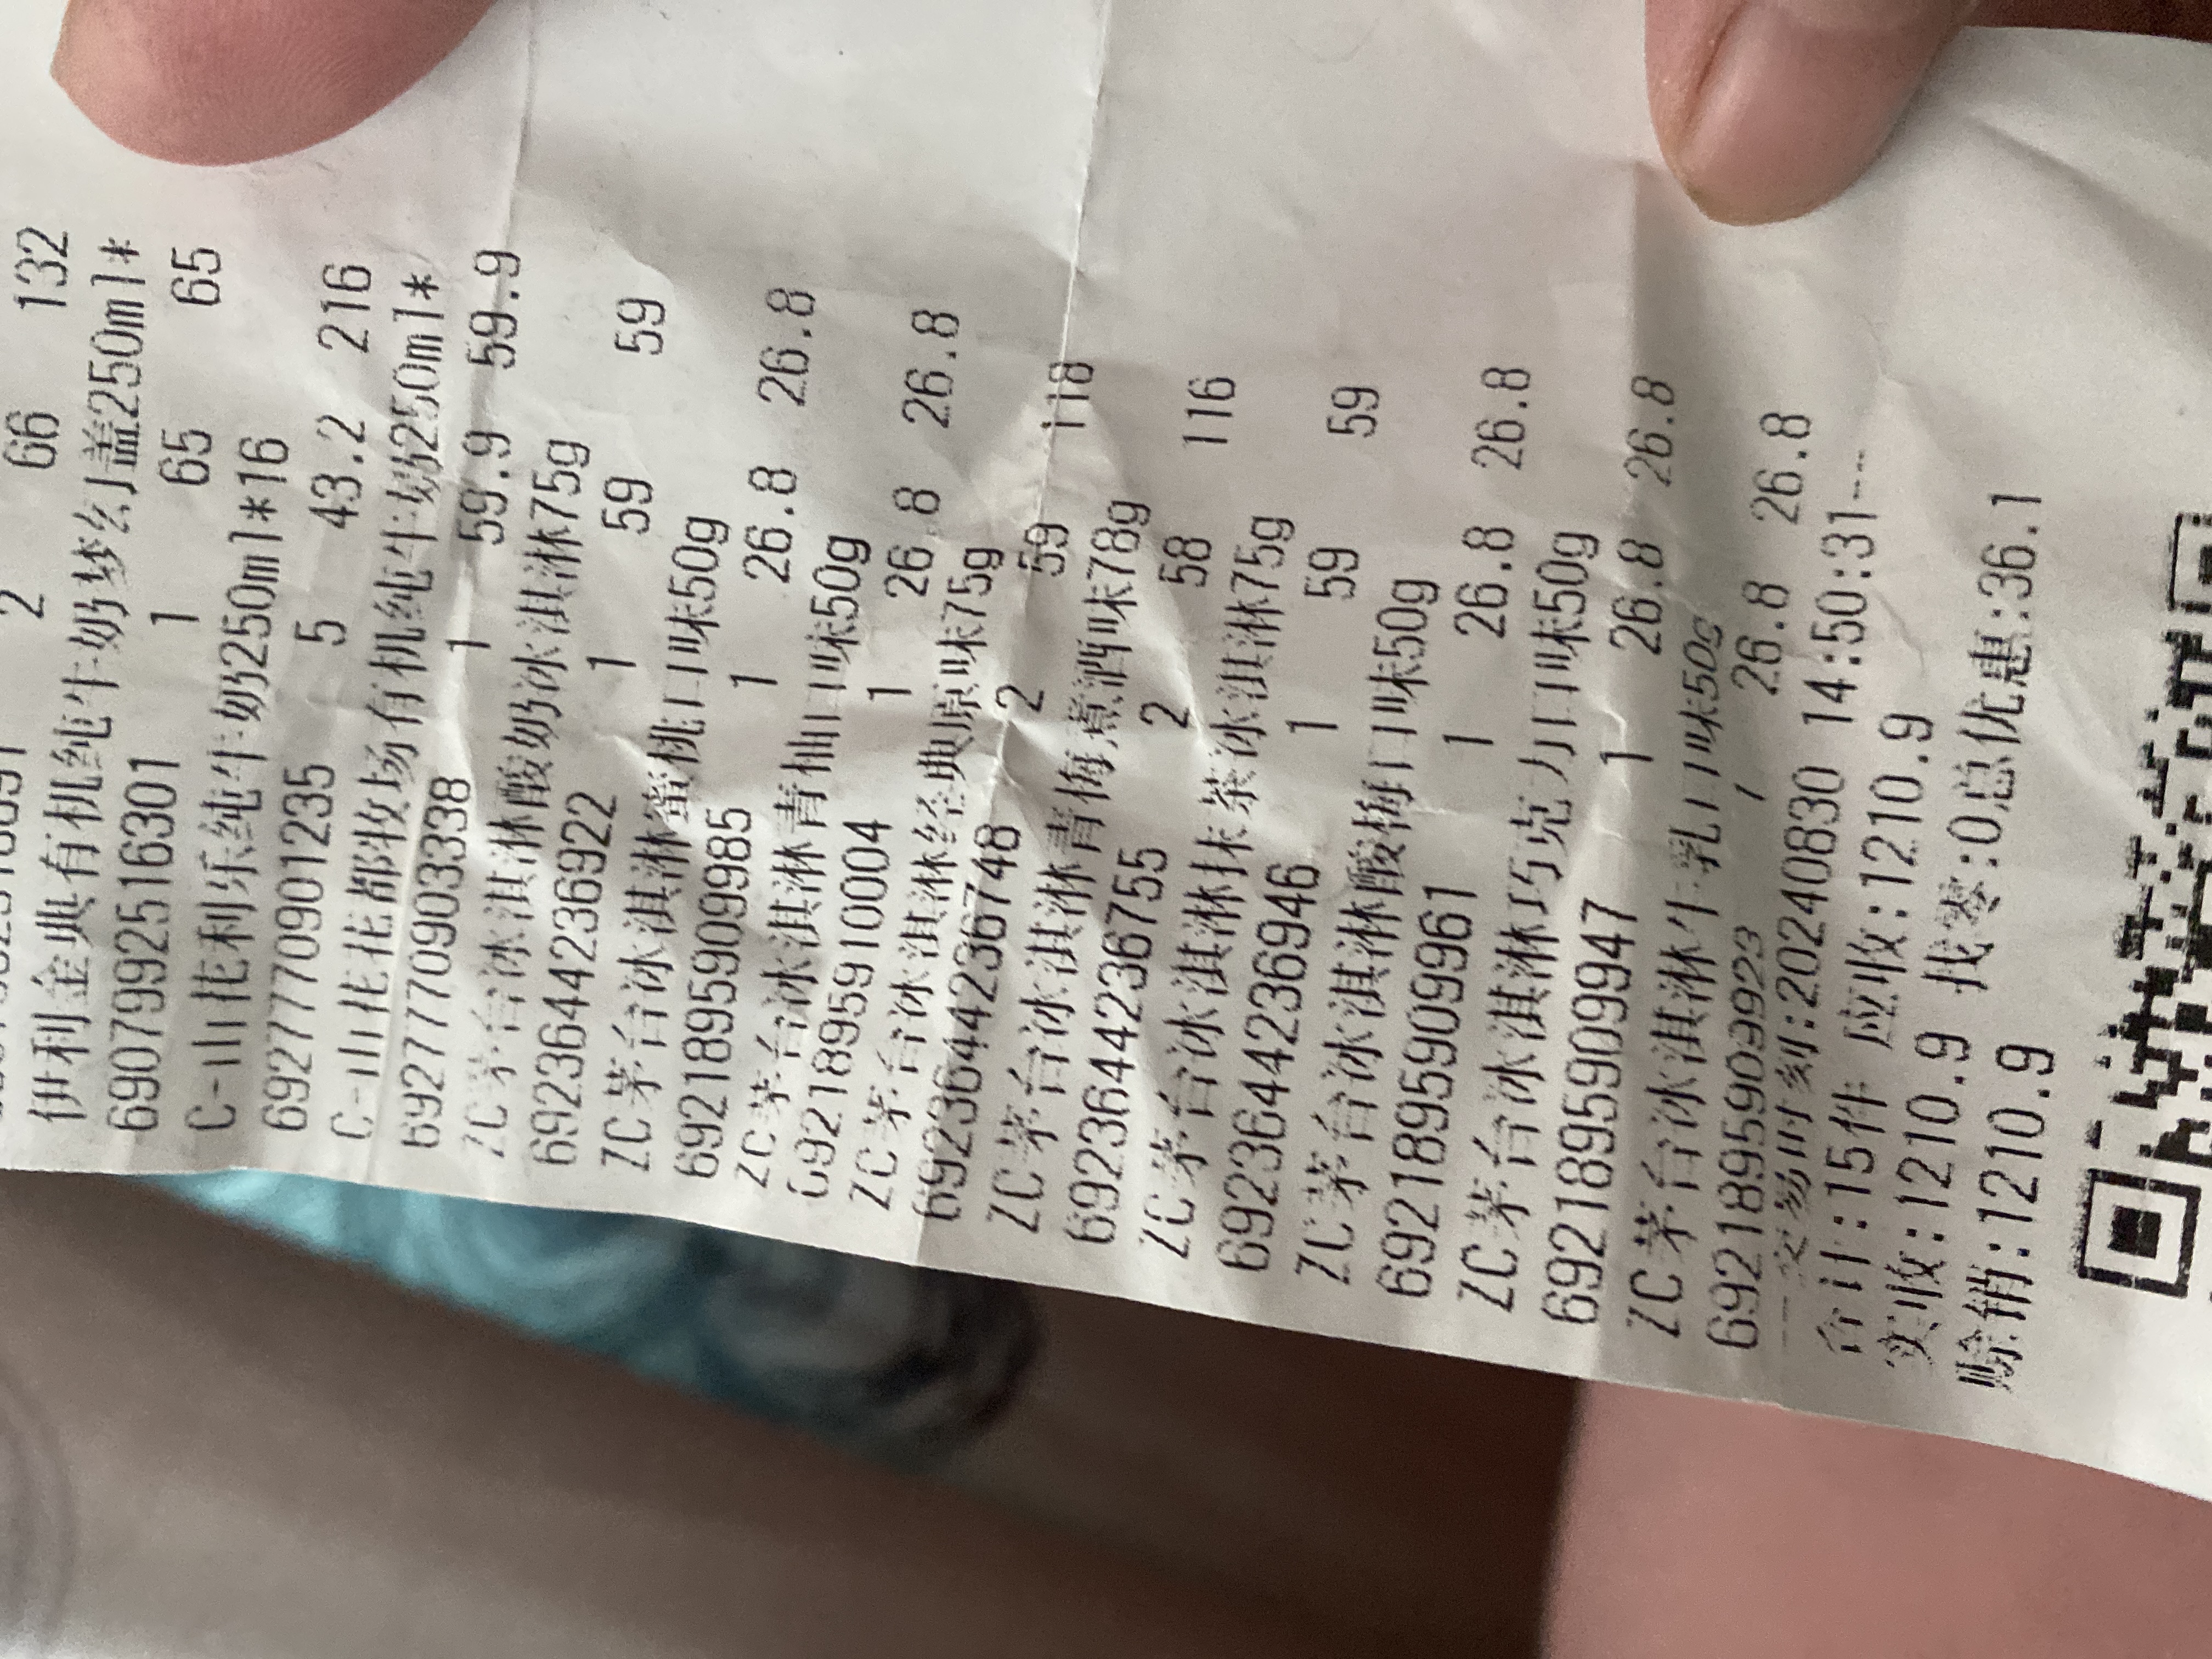 2 66 132
伊利金典有机纯牛奶梦幻盖250ml*
6907992516301 1 65 65
C-山花利乐纯牛奶250ml*16
6927770901235 5 43.2 216
C-山花花都牧场有机纯牛奶250ml*
6927770903338 1 59.9 59.9
ZC茅台冰淇淋酸奶冰淇淋75g
6923644236922 1 59 59
ZC茅台冰淇淋蜜桃口味50g
6921895909985 1 26.8 26.8
ZC茅台冰淇淋青柚口味50g
6921895910004 1 26.8 26.8
ZC茅台冰淇淋经典原味75g
6923644236748 2 59 118
ZC茅台冰淇淋青梅煮酒味78g
6923644236755 2 58 116
ZC茅台冰淇淋抹茶冰淇淋75g
6923644236946 1 59 59
ZC茅台冰淇淋酸梅口味50g
6921895909961 1 26.8 26.8
ZC茅台冰淇淋巧克力口味50g
6921895909947 1 26.8 26.8
ZC茅台冰淇淋牛乳口味50g
6921895909923 1 26.8 26.8
---交易时刻:20240830 14:50:31---
合计:15件 应收:1210.9
实收:1210.9 找零:0总优惠:36.1
赊销:1210.9